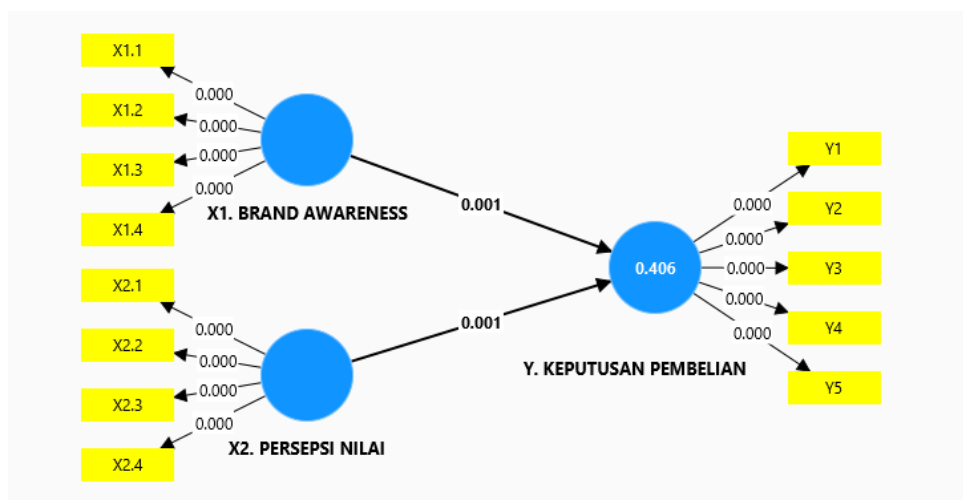 X1.1
0.000
X1.2
0.000
X1.3
0.000
X1.4
0.000
X1. BRAND AWARENESS
0.001
X2.1
0.000
X2.2
0.000
X2.3
0.000
X2.4
0.000
X2. PERSEPSI NILAI
0.001
0.406
Y. KEPUTUSAN PEMBELIAN
Y1
0.000
Y2
0.000
Y3
0.000
Y4
0.000
Y5
0.000